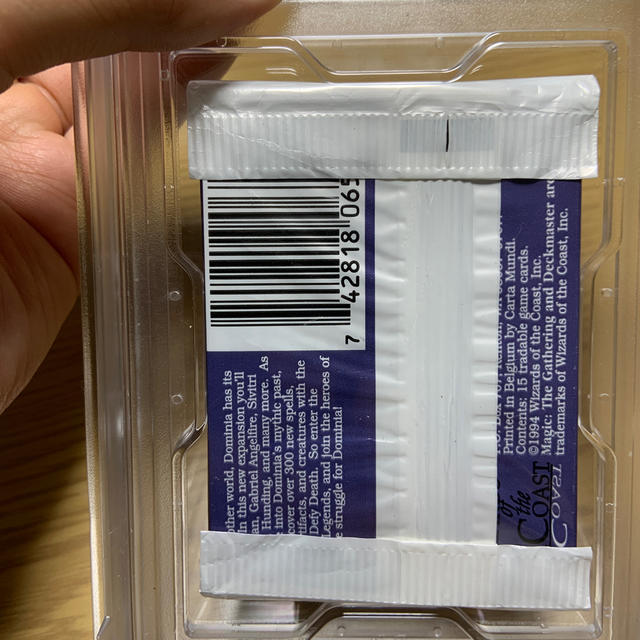 7 42818 065
ther world, Dominia has its
In this new expansion you'll
Gabriel Angelfire, Sivitri
and many more. As
into Dominia's mythic past,
over 300 new spells,
and creatures with the
Defy Death. So enter the
Legends, and join the heroes of
struggle for Dominia!
of
the
COAST
Printed in Belgium by Carta Mundi.
Contents: 15 tradable game cards.
©1994 Wizards of the Coast, Inc.
Magic: The Gathering and Deckmaster are
trademarks of Wizards of the Coast, Inc.